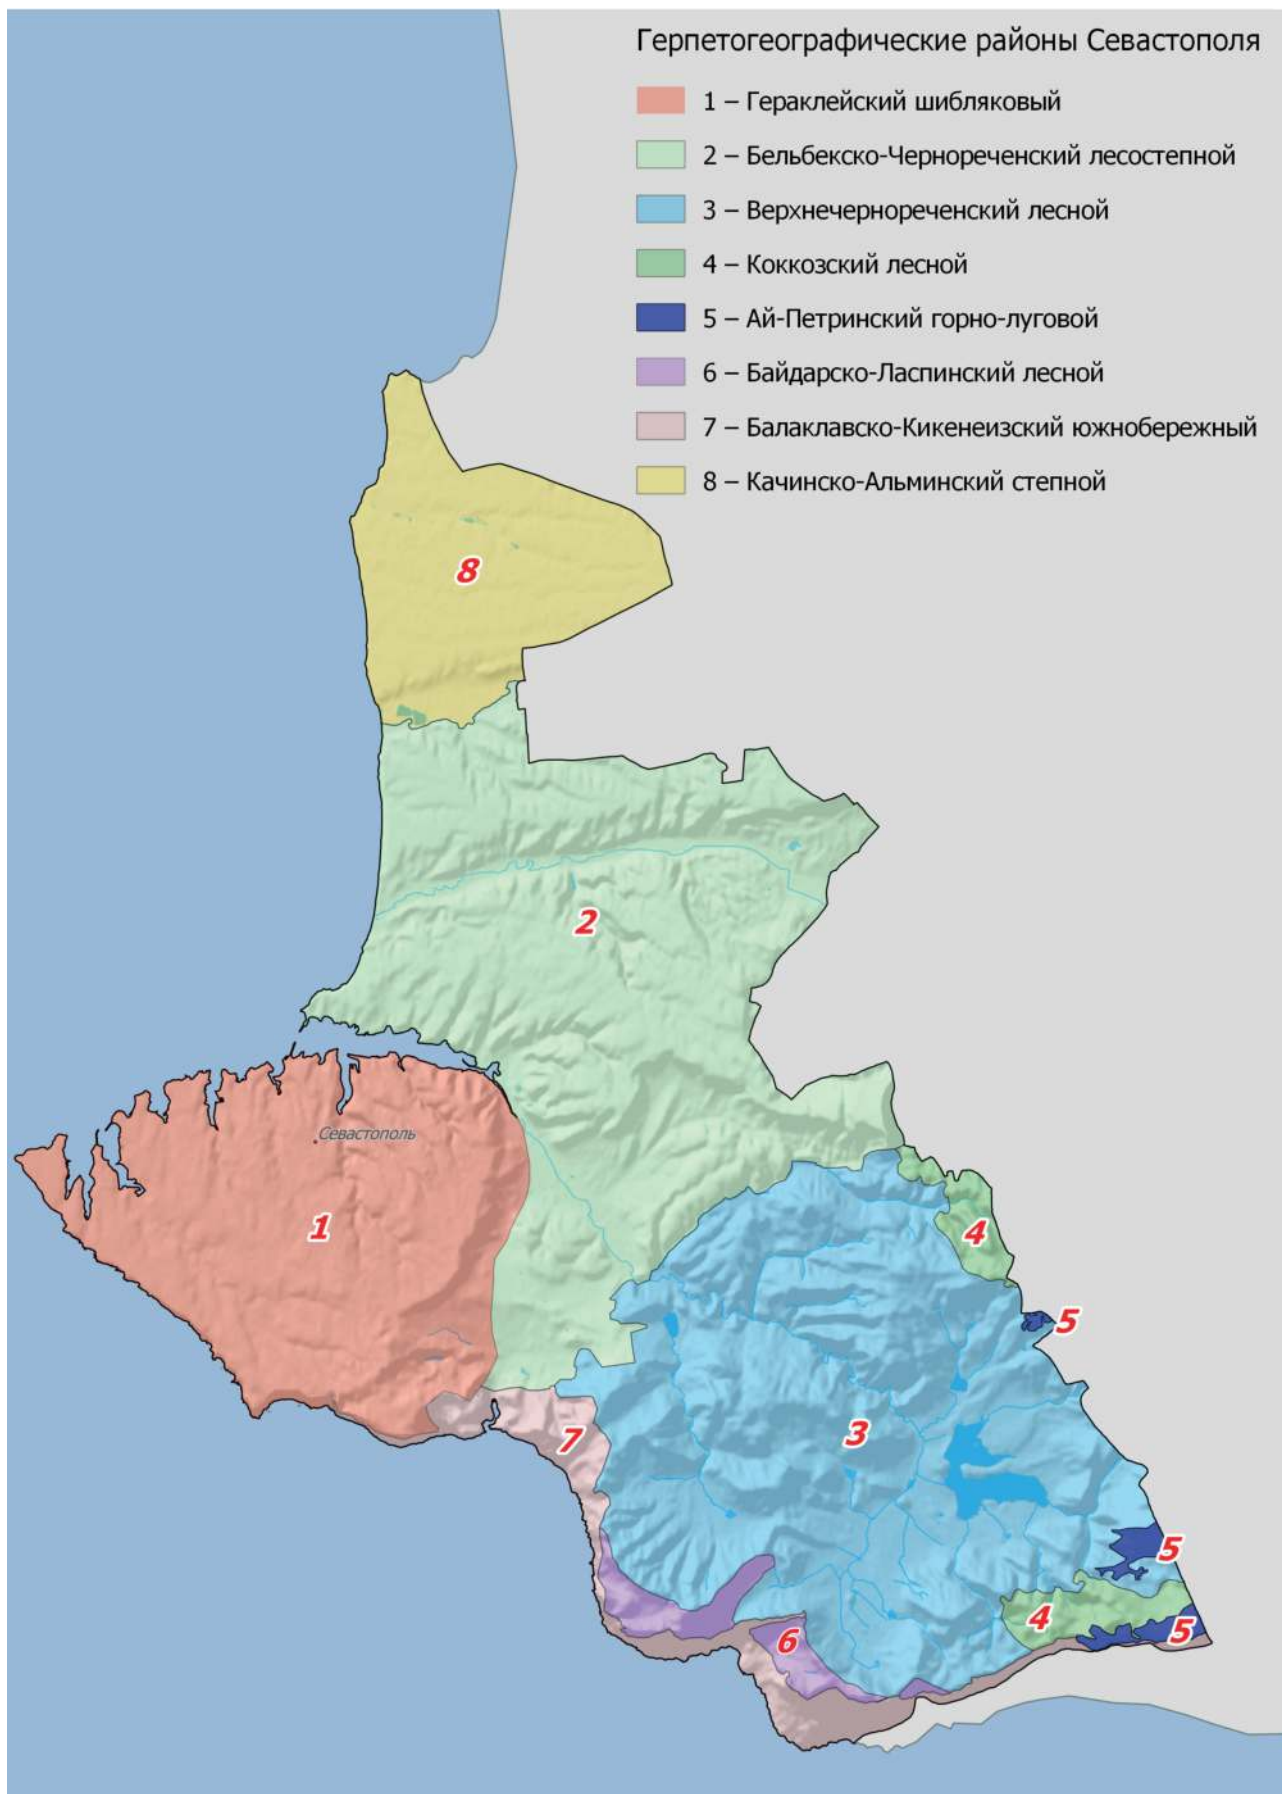 Герпетогеографические районы Севастополя
1 – Гераклейский шибляковый
2 – Бельбекско-Чернореченский лесостепной
3 – Верхнечернореченский лесной
4 – Коккозский лесной
5 – Ай-Петринский горно-луговой
6 – Байдарско-Ласпинский лесной
7 – Балаклавско-Кикенеизский южнобережный
8 – Качинско-Альминский степной
8
2
Севастополь
1
4
5
7
3
5
4
6
5